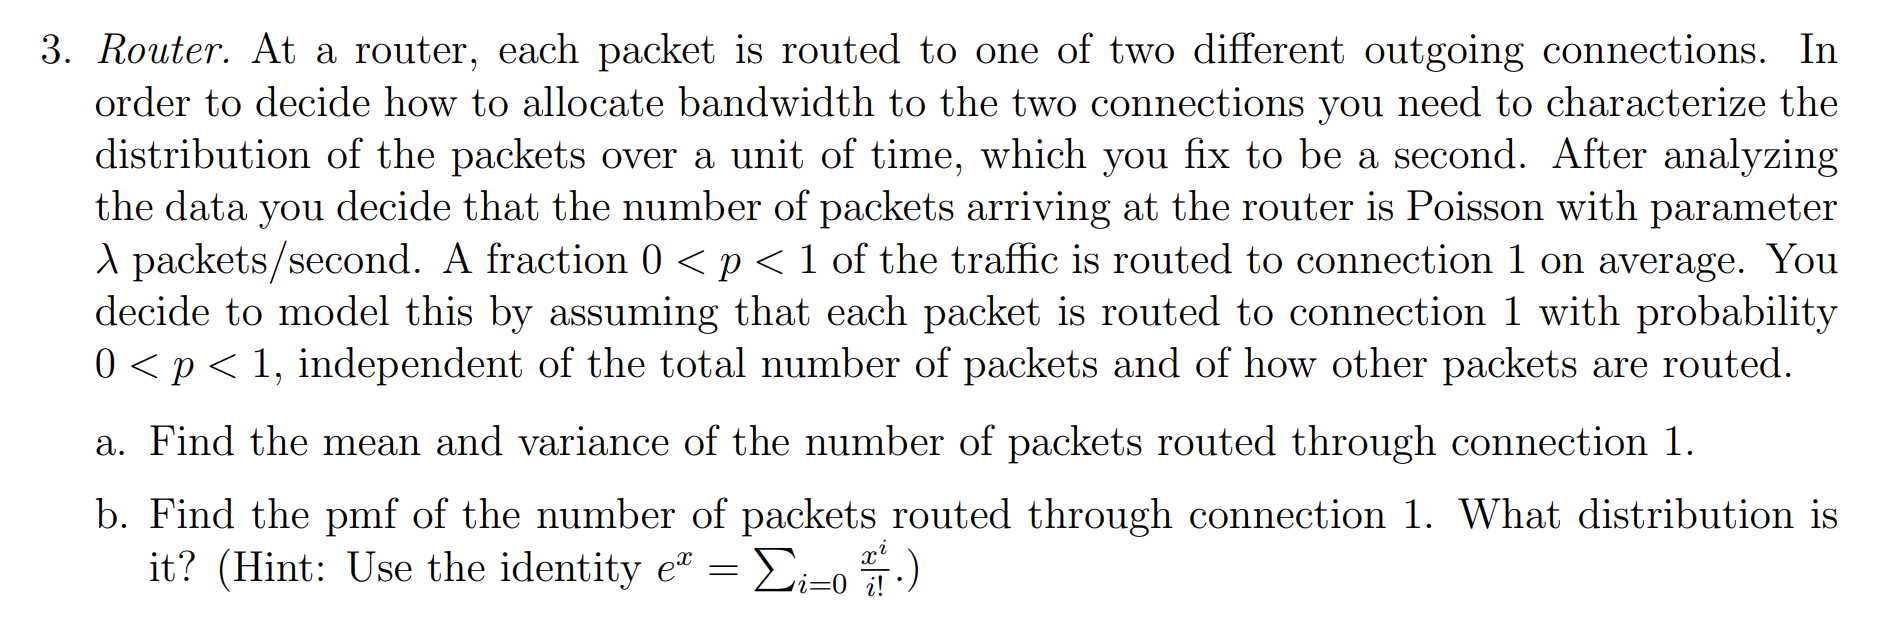 3. Router. At a router, each packet is routed to one of two different outgoing connections. In
order to decide how to allocate bandwidth to the two connections you need to characterize the
distribution of the packets over a unit of time, which you fix to be a second. After analyzing
the data you decide that the number of packets arriving at the router is Poisson with parameter
λ packets/second. A fraction 0 < p < 1 of the traffic is routed to connection 1 on average. You
decide to model this by assuming that each packet is routed to connection 1 with probability
0 < p < 1, independent of the total number of packets and of how other packets are routed.
a. Find the mean and variance of the number of packets routed through connection 1.
b. Find the pmf of the number of packets routed through connection 1. What distribution is
it? (Hint: Use the identity e^x = ∑_{i=0} \frac{x^i}{i!}.)